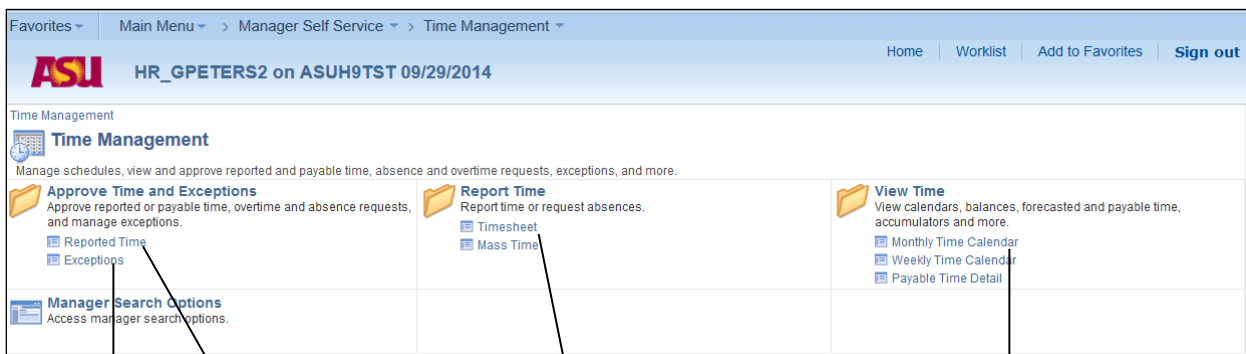 Favorites Main Menu > Manager Self Service > Time Management
Home Worklist Add to Favorites Sign out
ASU HR_GPETERS2 on ASUH9TST 09/29/2014
Time Management
Time Management
Manage schedules, view and approve reported and payable time, absence and overtime requests, exceptions, and more.
Approve Time and Exceptions
Approve reported or payable time, overtime and absence requests,
and manage exceptions.
Reported Time
Exceptions
Report Time
Report time or request absences.
Timesheet
Mass Time
View Time
View calendars, balances, forecasted and payable time,
accumulators and more.
Monthly Time Calendar
Weekly Time Calendar
Payable Time Detail
Manager Search Options
Access manager search options.